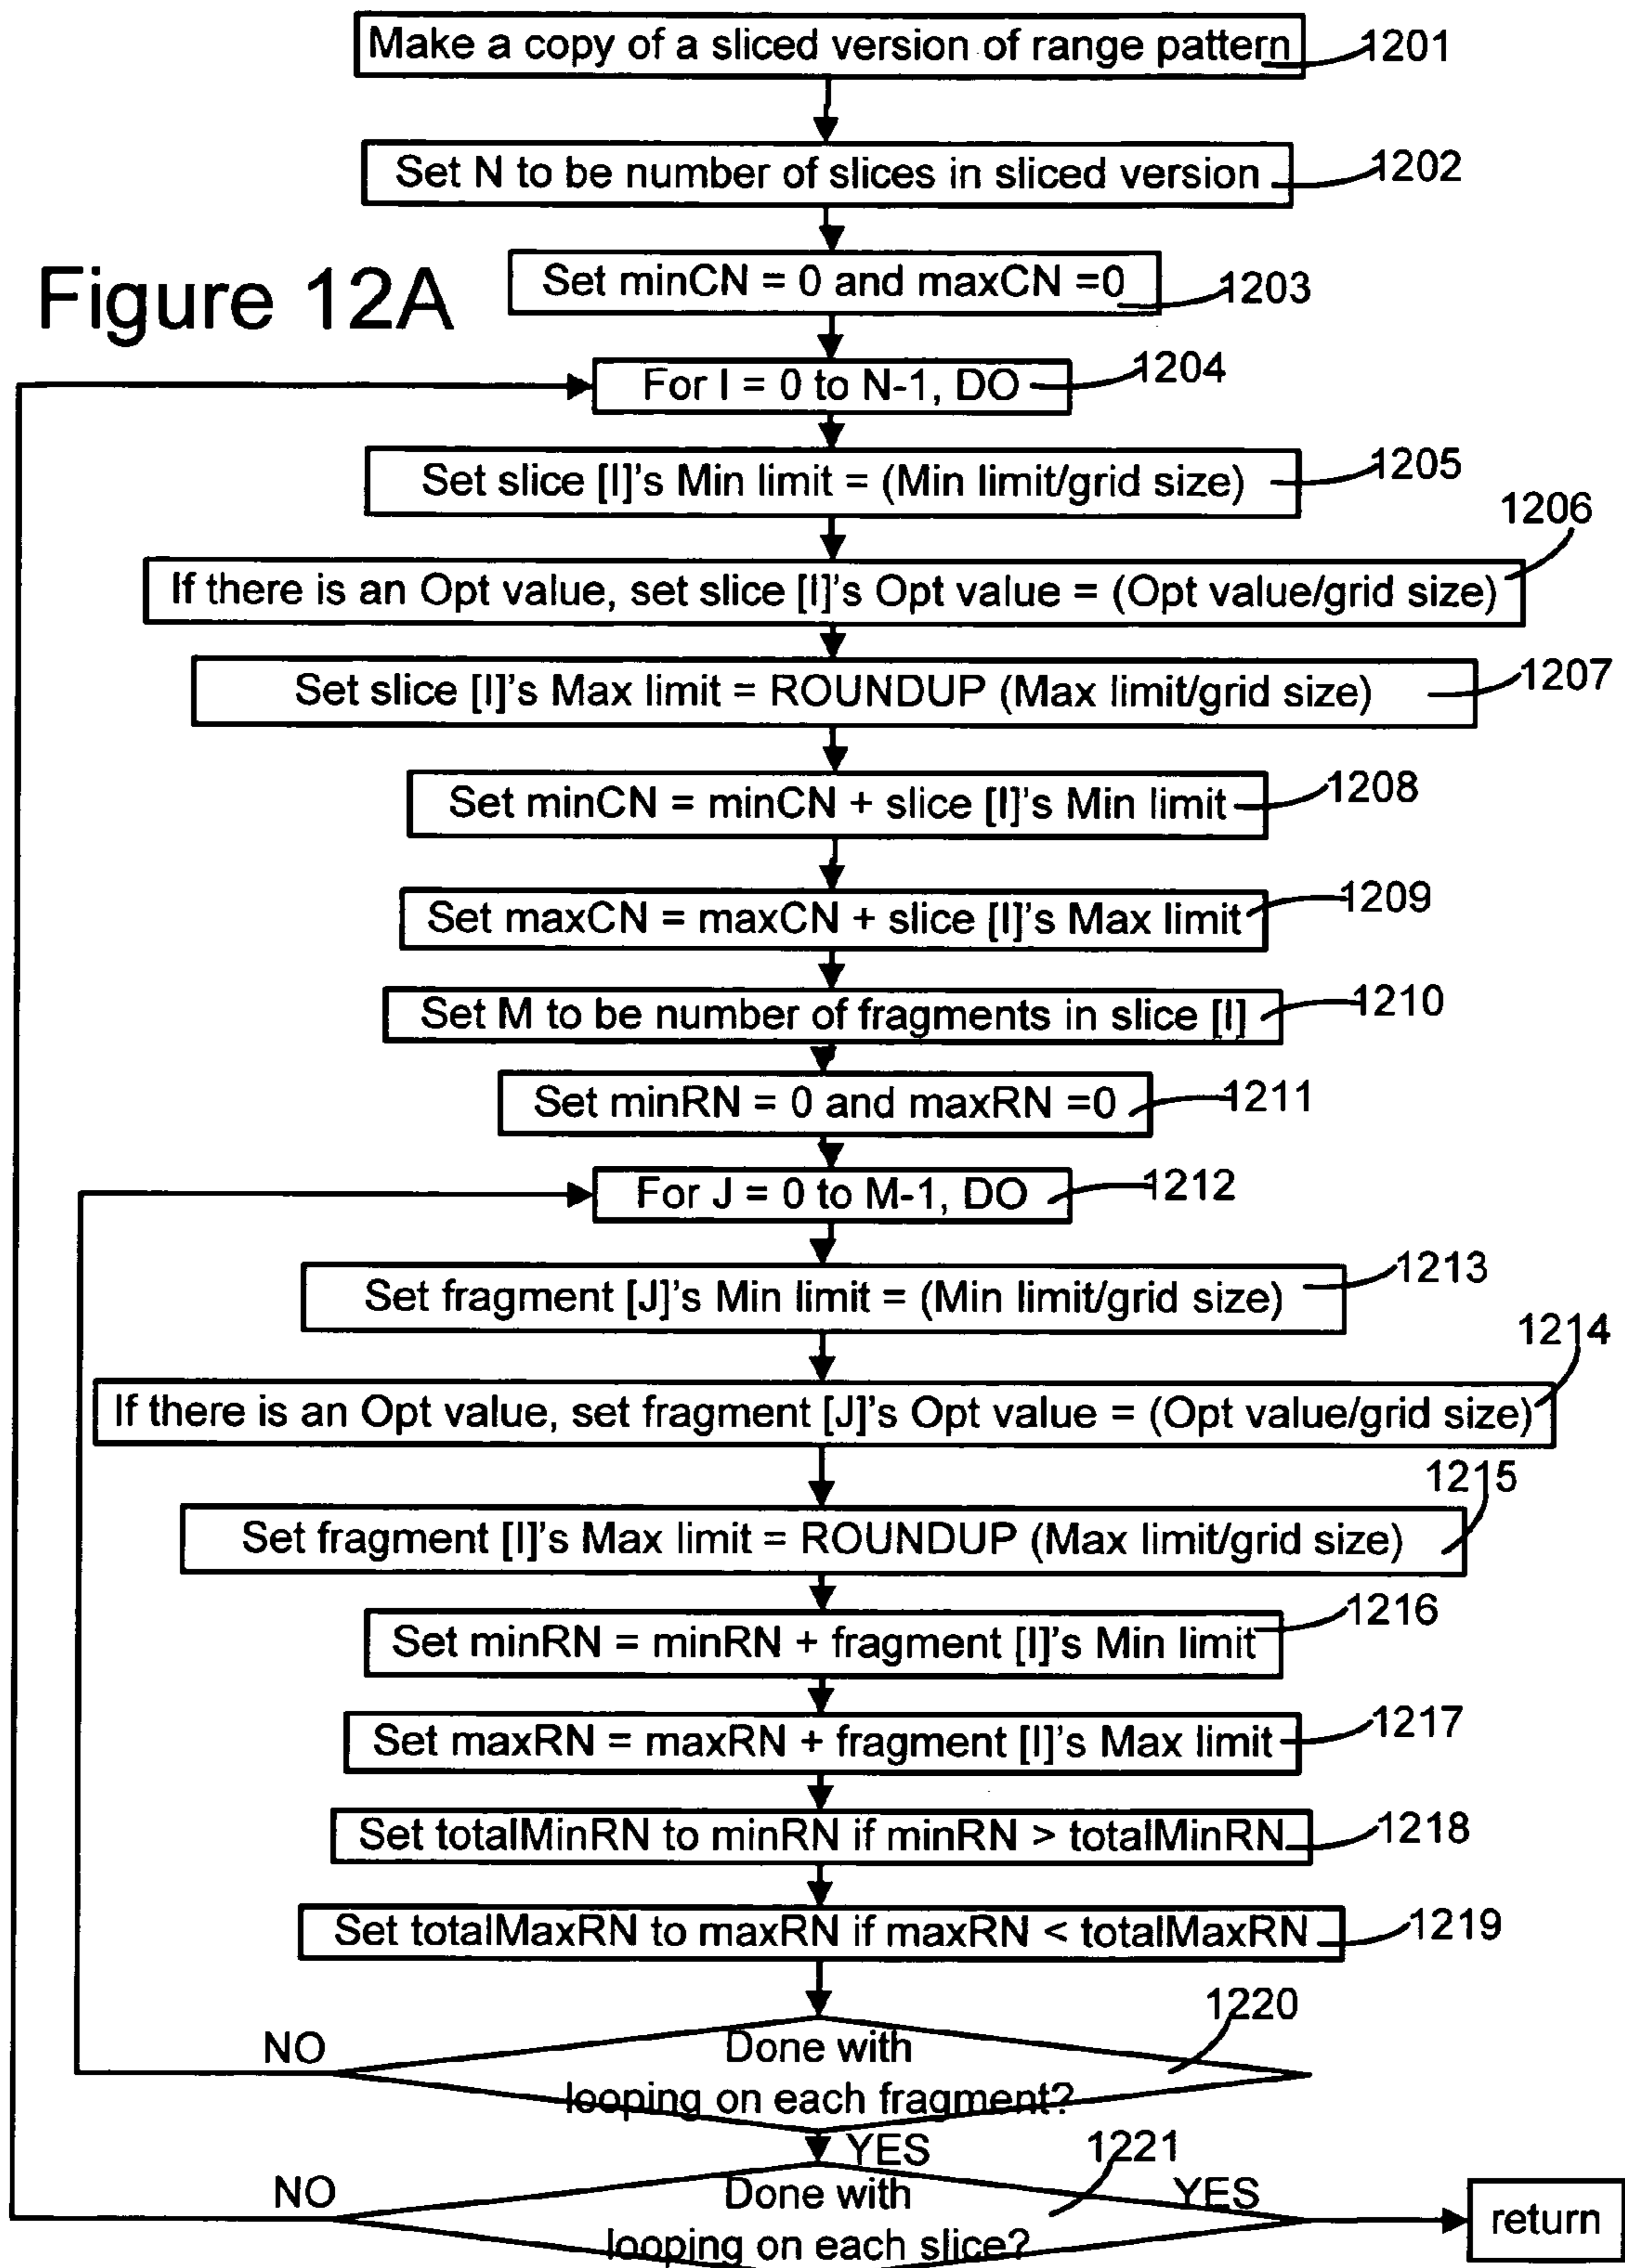 Make a copy of a sliced version of range pattern
1201
Set N to be number of slices in sliced version
1202
Figure 12A
Set minCN = 0 and maxCN =0
1203
For I = 0 to N-1, DO
1204
Set slice [I]'s Min limit = (Min limit/grid size)
1205
1206
If there is an Opt value, set slice [I]'s Opt value = (Opt value/grid size)
Set slice [I]'s Max limit = ROUNDUP (Max limit/grid size)
1207
Set minCN = minCN + slice [I]'s Min limit
1208
Set maxCN = maxCN + slice [I]'s Max limit
1209
Set M to be number of fragments in slice [I]
1210
Set minRN = 0 and maxRN =0
1211
For J = 0 to M-1, DO
1212
Set fragment [J]'s Min limit = (Min limit/grid size)
1213
1214
If there is an Opt value, set fragment [J]'s Opt value = (Opt value/grid size)
1215
Set fragment [I]'s Max limit = ROUNDUP (Max limit/grid size)
Set minRN = minRN + fragment [I]'s Min limit
1216
Set maxRN = maxRN + fragment [I]'s Max limit
1217
Set totalMinRN to minRN if minRN > totalMinRN
1218
Set totalMaxRN to maxRN if maxRN < totalMaxRN
1219
1220
NO
Done with
looping on each fragment?
YES
1221
NO
Done with
looping on each slice?
YES
return